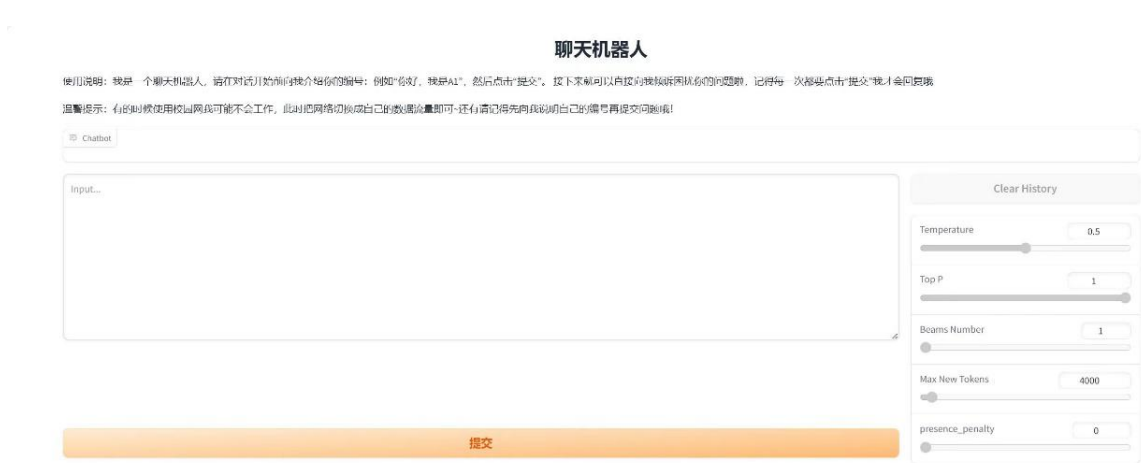 聊天机器人
使用说明：我是一个聊天机器人，请在对话开始前向我介绍你的编号：例如“你好，我是A1”，然后点击“提交”。接下来就可以直接向我倾诉困扰你的问题啦，记得每一次都要点击“提交”我才会回复哦
温馨提示：有的时候使用校园网我可能不会工作，此时把网络切换成自己的数据流量即可~还有请记得先向我说明自己的编号再提交问题哦!
Chatbot
Input...
Clear History
Temperature 0.5
Top P 1
Beams Number 1
Max New Tokens 4000
presence_penalty 0
提交